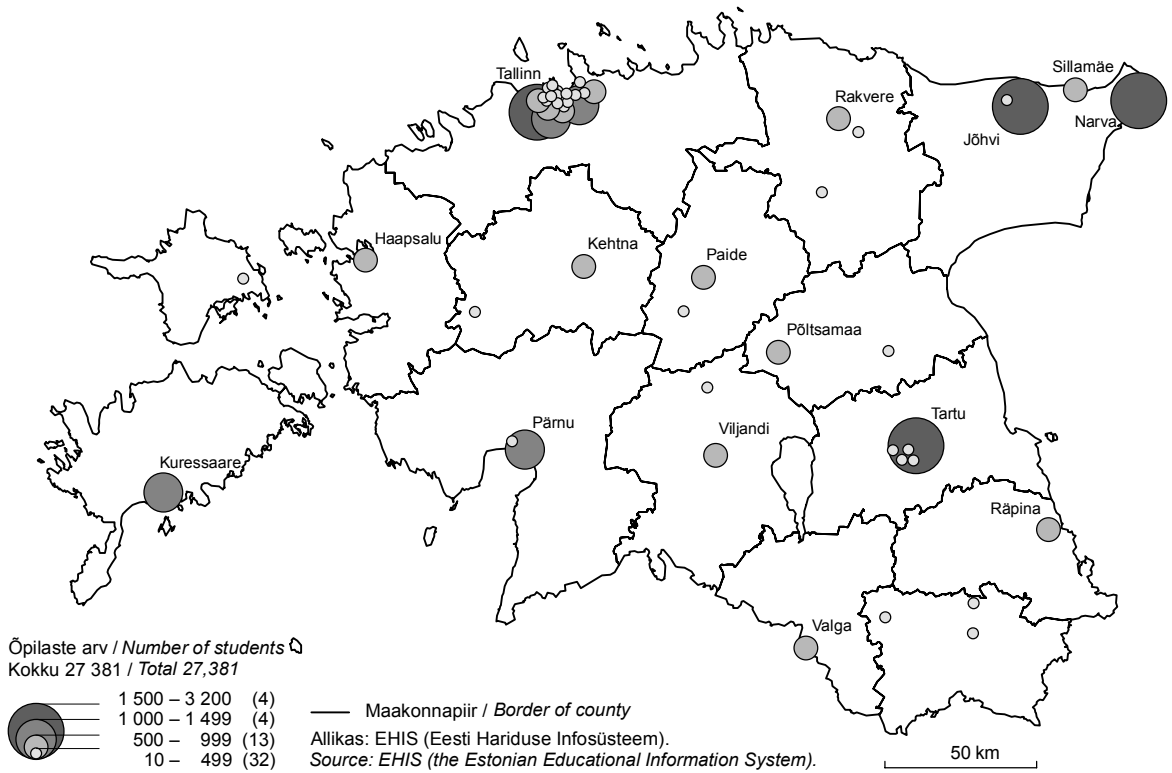 Tallinn
Sillamäe
Rakvere
Narva
Jõhvi
Haapsalu
Kehtna
Paide
Põltsamaa
Tartu
Pärnu
Viljandi
Kuressaare
Räpina
Valga
Õpilaste arv / Number of students
Kokku 27 381 / Total 27,381
1 500 – 3 200 (4)
1 000 – 1 499 (4)
500 – 999 (13)
10 – 499 (32)
Maakonnapiir / Border of county
Allikas: EHIS (Eesti Hariduse Infosüsteem).
Source: EHIS (the Estonian Educational Information System).
50 km